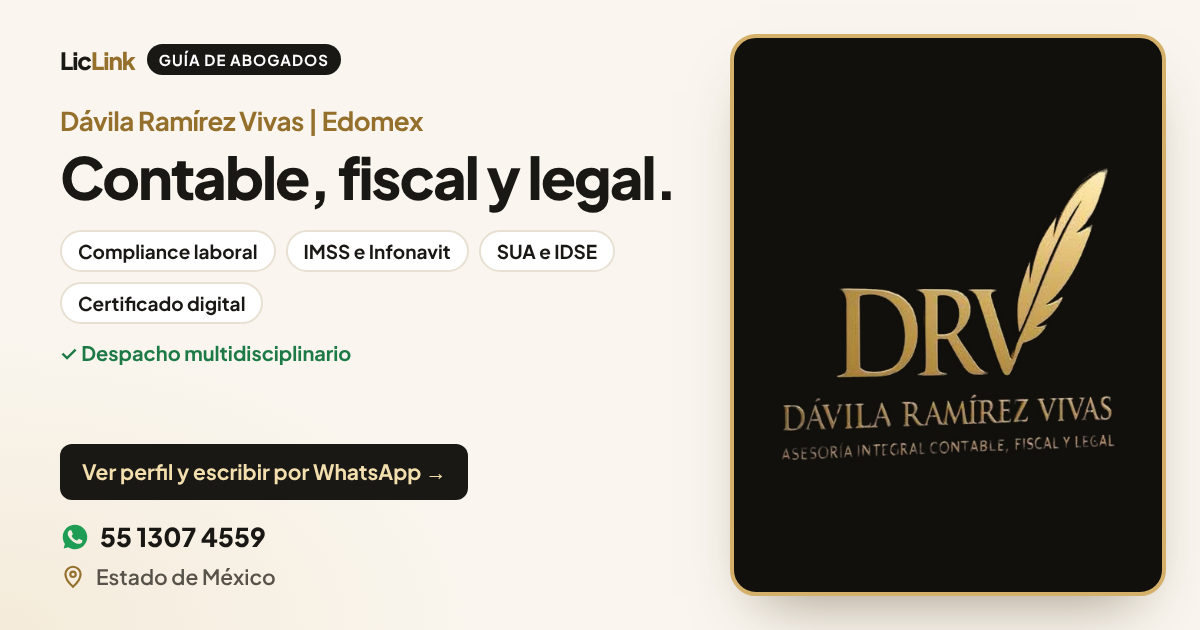 LicLink GUÍA DE ABOGADOS
Dávila Ramírez Vivas | Edomex
Contable, fiscal y legal.
Compliance laboral
IMSS e Infonavit
SUA e IDSE
Certificado digital
✓ Despacho multidisciplinario
Ver perfil y escribir por WhatsApp →
55 1307 4559
Estado de México
DRV
DÁVILA RAMÍREZ VIVAS
ASESORÍA INTEGRAL CONTABLE, FISCAL Y LEGAL